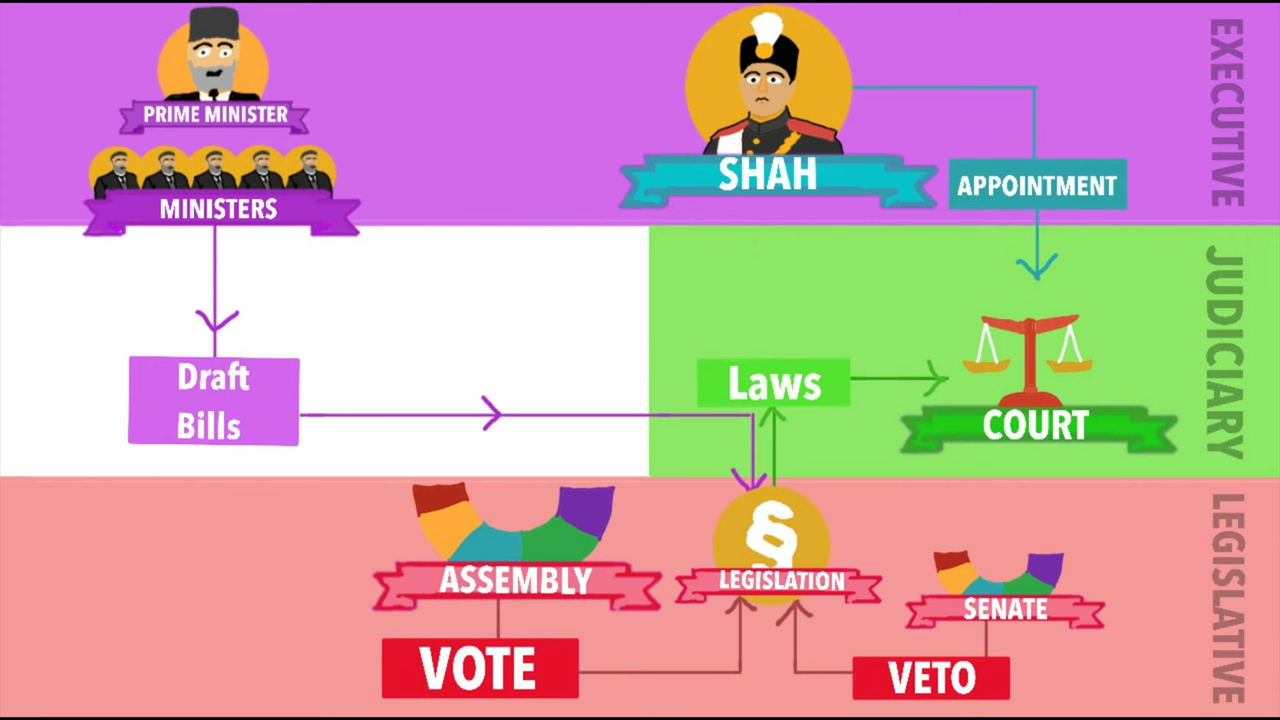 PRIME MINISTER
MINISTERS
SHAH
APPOINTMENT
EXECUTIVE
Draft
Bills
Laws
COURT
JUDICIARY
ASSEMBLY
§
LEGISLATION
SENATE
VOTE
VETO
LEGISLATIVE